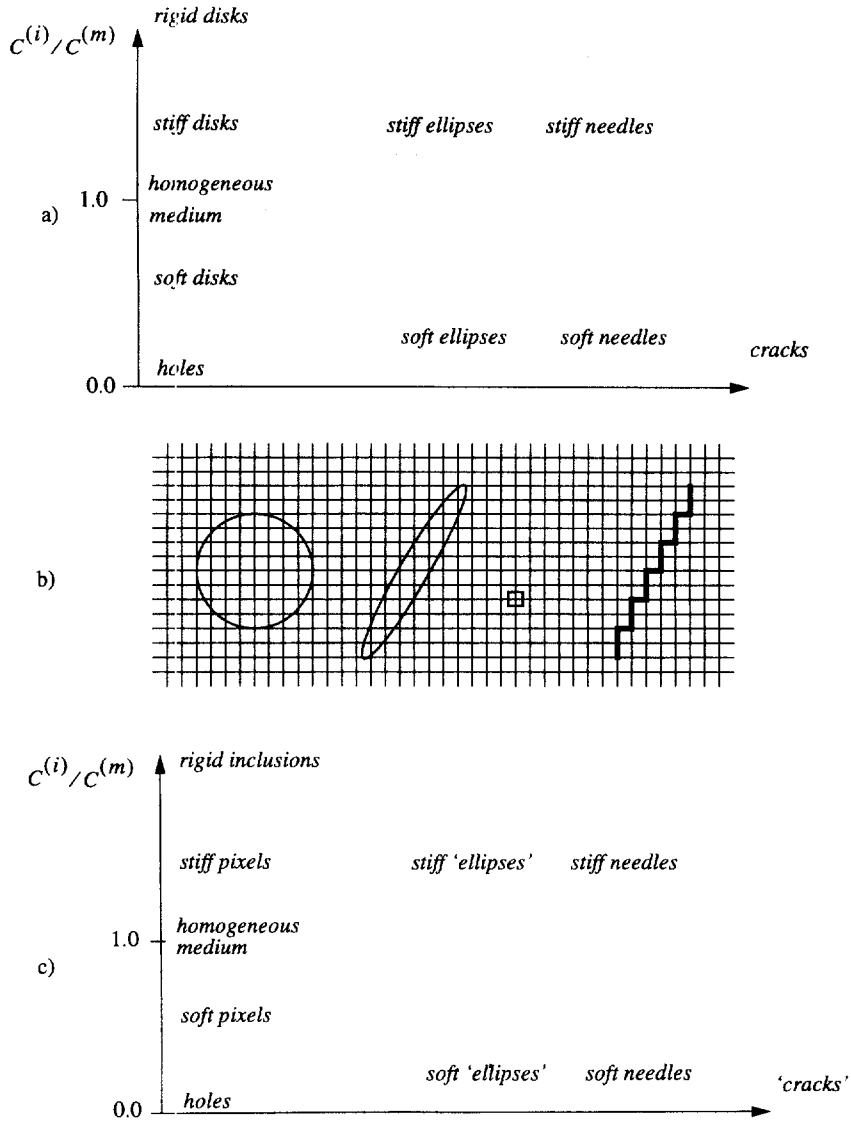 rigid disks
C^(i)/C^(m)
stiff disks stiff ellipses stiff needles
homogeneous
1.0
a) medium
soft disks
soft ellipses soft needles
cracks
holes
0.0
b)
rigid inclusions
C^(i)/C^(m)
stiff pixels stiff ‘ellipses’ stiff needles
homogeneous
1.0 medium
c)
soft pixels
soft ‘ellipses’ soft needles
‘cracks’
holes
0.0